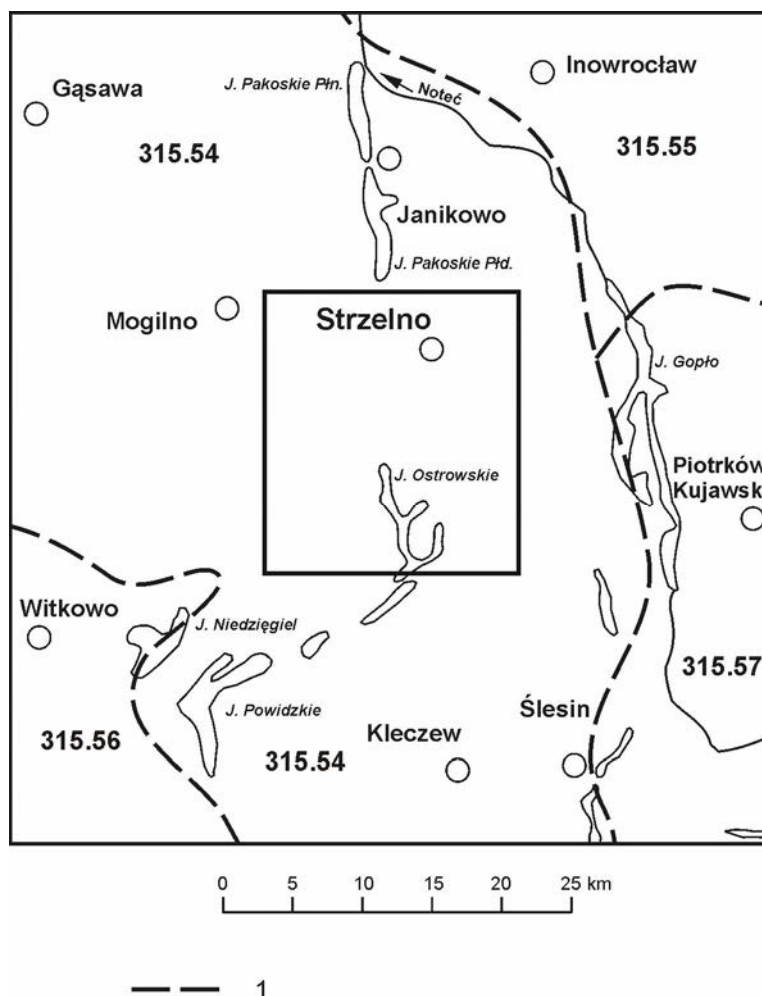 Inowrocław
J. Pakoskie Płn.
Noteć
Gąsawa
315.54
315.55
Janikowo
J. Pakoskie Płd.
Mogilno
Strzelno
J. Gopło
J. Ostrowskie
Piotrków
Kujawsk
Witkowo
J. Niedzięgiel
315.57
J. Powidzkie
Ślesin
315.56
Kleczew
315.54
0 5 10 15 20 25 km
1